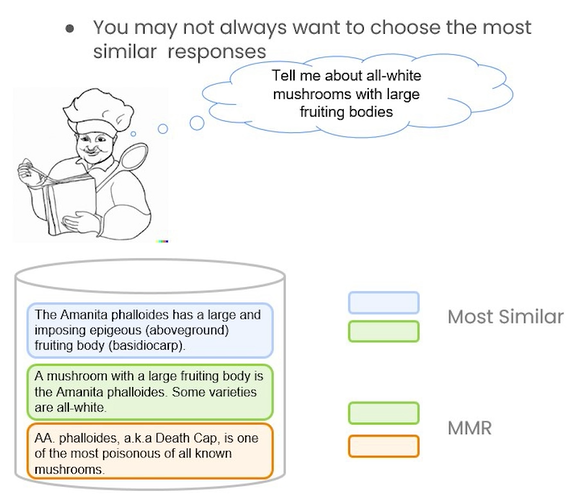 ● You may not always want to choose the most
similar responses
Tell me about all-white
mushrooms with large
fruiting bodies
The Amanita phalloides has a large and
imposing epigeous (aboveground)
fruiting body (basidiocarp).
A mushroom with a large fruiting body is
the Amanita phalloides. Some varieties
are all-white.
AA. phalloides, a.k.a Death Cap, is one
of the most poisonous of all known
mushrooms.
Most Similar
MMR